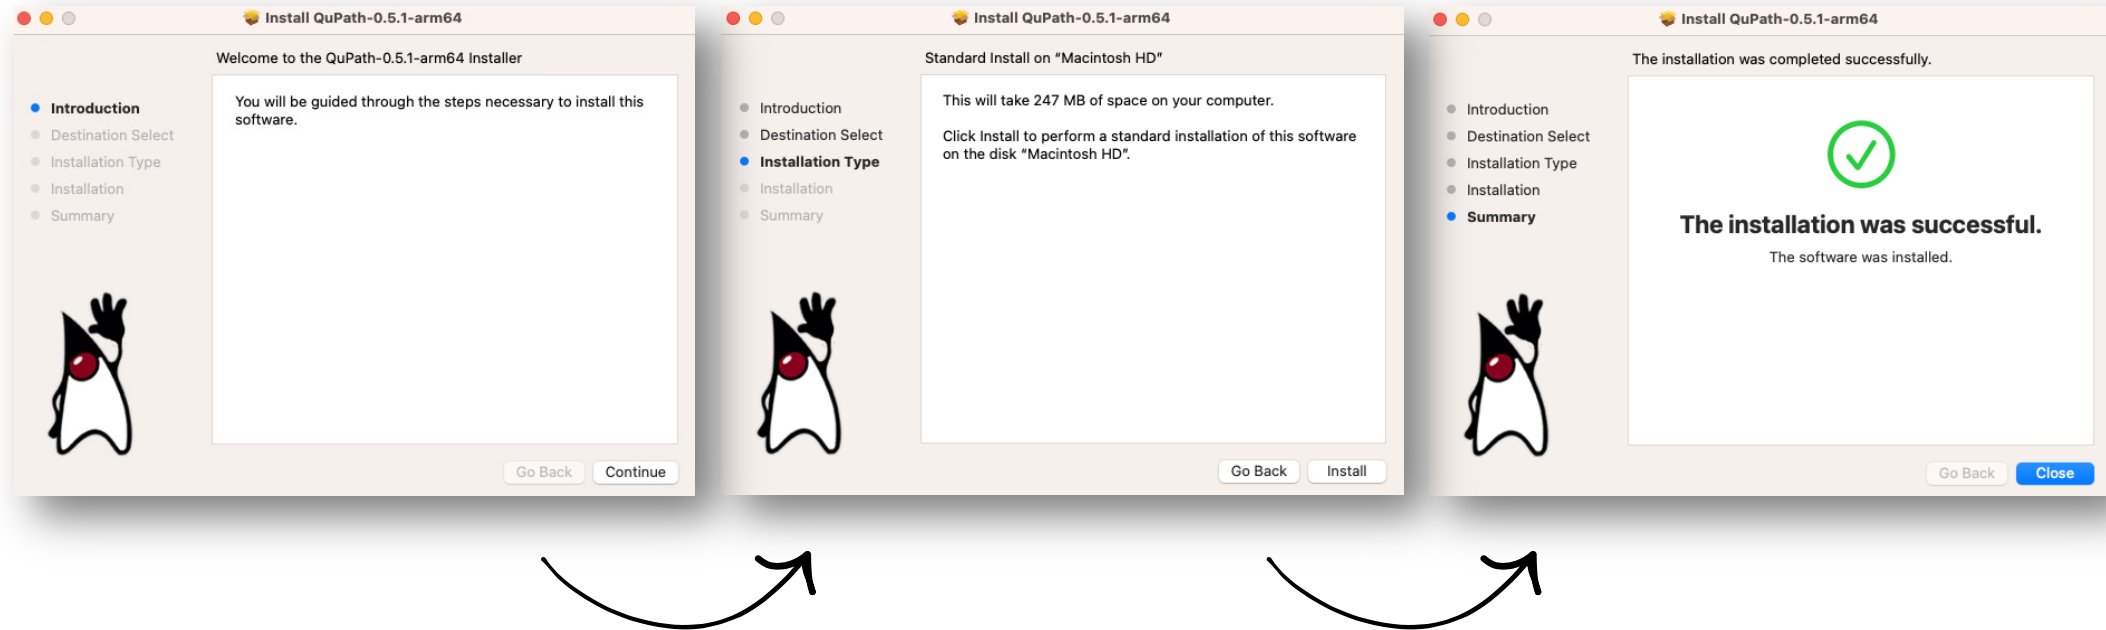 Install QuPath-0.5.1-arm64
Welcome to the QuPath-0.5.1-arm64 Installer
Introduction
Destination Select
Installation Type
Installation
Summary
You will be guided through the steps necessary to install this
software.
Go Back
Continue
Install QuPath-0.5.1-arm64
Standard Install on “Macintosh HD”
Introduction
Destination Select
Installation Type
Installation
Summary
This will take 247 MB of space on your computer.
Click Install to perform a standard installation of this software
on the disk “Macintosh HD”.
Go Back
Install
Install QuPath-0.5.1-arm64
The installation was completed successfully.
Introduction
Destination Select
Installation Type
Installation
Summary
The installation was successful.
The software was installed.
Go Back
Close